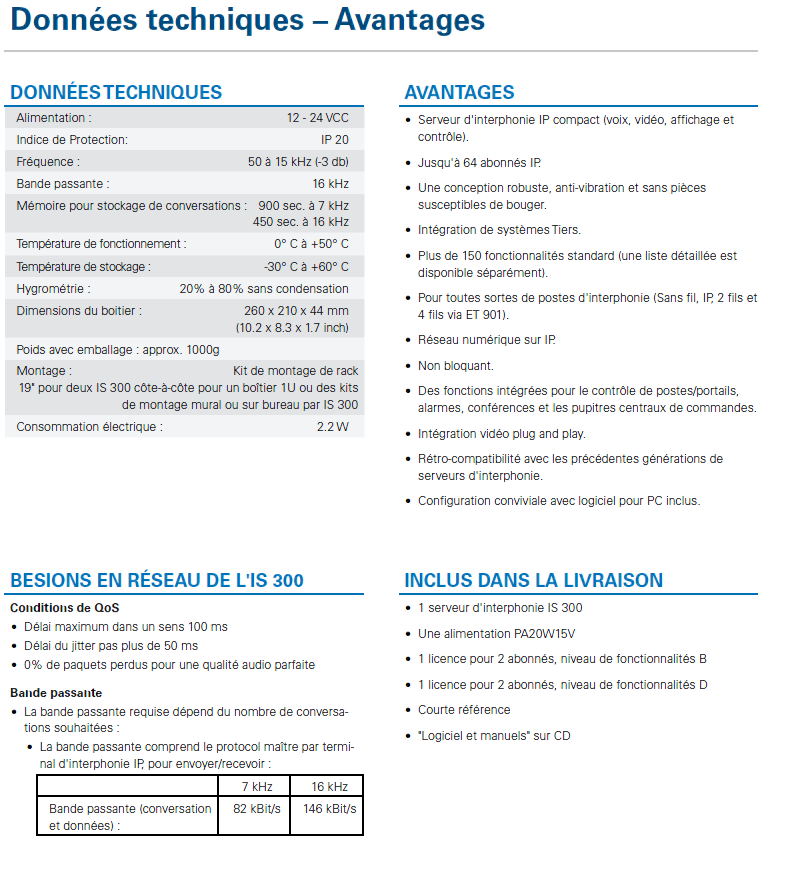 Données techniques – Avantages
DONNÉES TECHNIQUES
Alimentation : 12 - 24 VCC
Indice de Protection: IP 20
Fréquence : 50 à 15 kHz (-3 db)
Bande passante : 16 kHz
Mémoire pour stockage de conversations : 900 sec. à 7 kHz
450 sec. à 16 kHz
Température de fonctionnement : 0° C à +50° C
Température de stockage : -30° C à +60° C
Hygrométrie : 20% à 80% sans condensation
Dimensions du boitier : 260 x 210 x 44 mm
(10.2 x 8.3 x 1.7 inch)
Poids avec emballage : approx. 1000g
Montage : Kit de montage de rack
19" pour deux IS 300 côte-à-côte pour un boîtier 1U ou des kits
de montage mural ou sur bureau par IS 300
Consommation électrique : 2.2 W
AVANTAGES
• Serveur d'interphonie IP compact (voix, vidéo, affichage et
contrôle).
• Jusqu'à 64 abonnés IP.
• Une conception robuste, anti-vibration et sans pièces
susceptibles de bouger.
• Intégration de systèmes Tiers.
• Plus de 150 fonctionnalités standard (une liste détaillée est
disponible séparément).
• Pour toutes sortes de postes d'interphonie (Sans fil, IP, 2 fils et
4 fils via ET 901).
• Réseau numérique sur IP.
• Non bloquant.
• Des fonctions intégrées pour le contrôle de postes/portails,
alarmes, conférences et les pupitres centraux de commandes.
• Intégration vidéo plug and play.
• Rétro-compatibilité avec les précédentes générations de
serveurs d'interphonie.
• Configuration conviviale avec logiciel pour PC inclus.
BESIONS EN RÉSEAU DE L'IS 300
Conditions de QoS
• Délai maximum dans un sens 100 ms
• Délai du jitter pas plus de 50 ms
• 0% de paquets perdus pour une qualité audio parfaite
Bande passante
• La bande passante requise dépend du nombre de conversa-
tions souhaitées :
• La bande passante comprend le protocol maître par termi-
nal d'interphonie IP, pour envoyer/recevoir :
7 kHz 16 kHz
Bande passante (conversation 82 kBit/s 146 kBit/s
et données) :
INCLUS DANS LA LIVRAISON
• 1 serveur d'interphonie IS 300
• Une alimentation PA20W15V
• 1 licence pour 2 abonnés, niveau de fonctionnalités B
• 1 licence pour 2 abonnés, niveau de fonctionnalités D
• Courte référence
• "Logiciel et manuels" sur CD